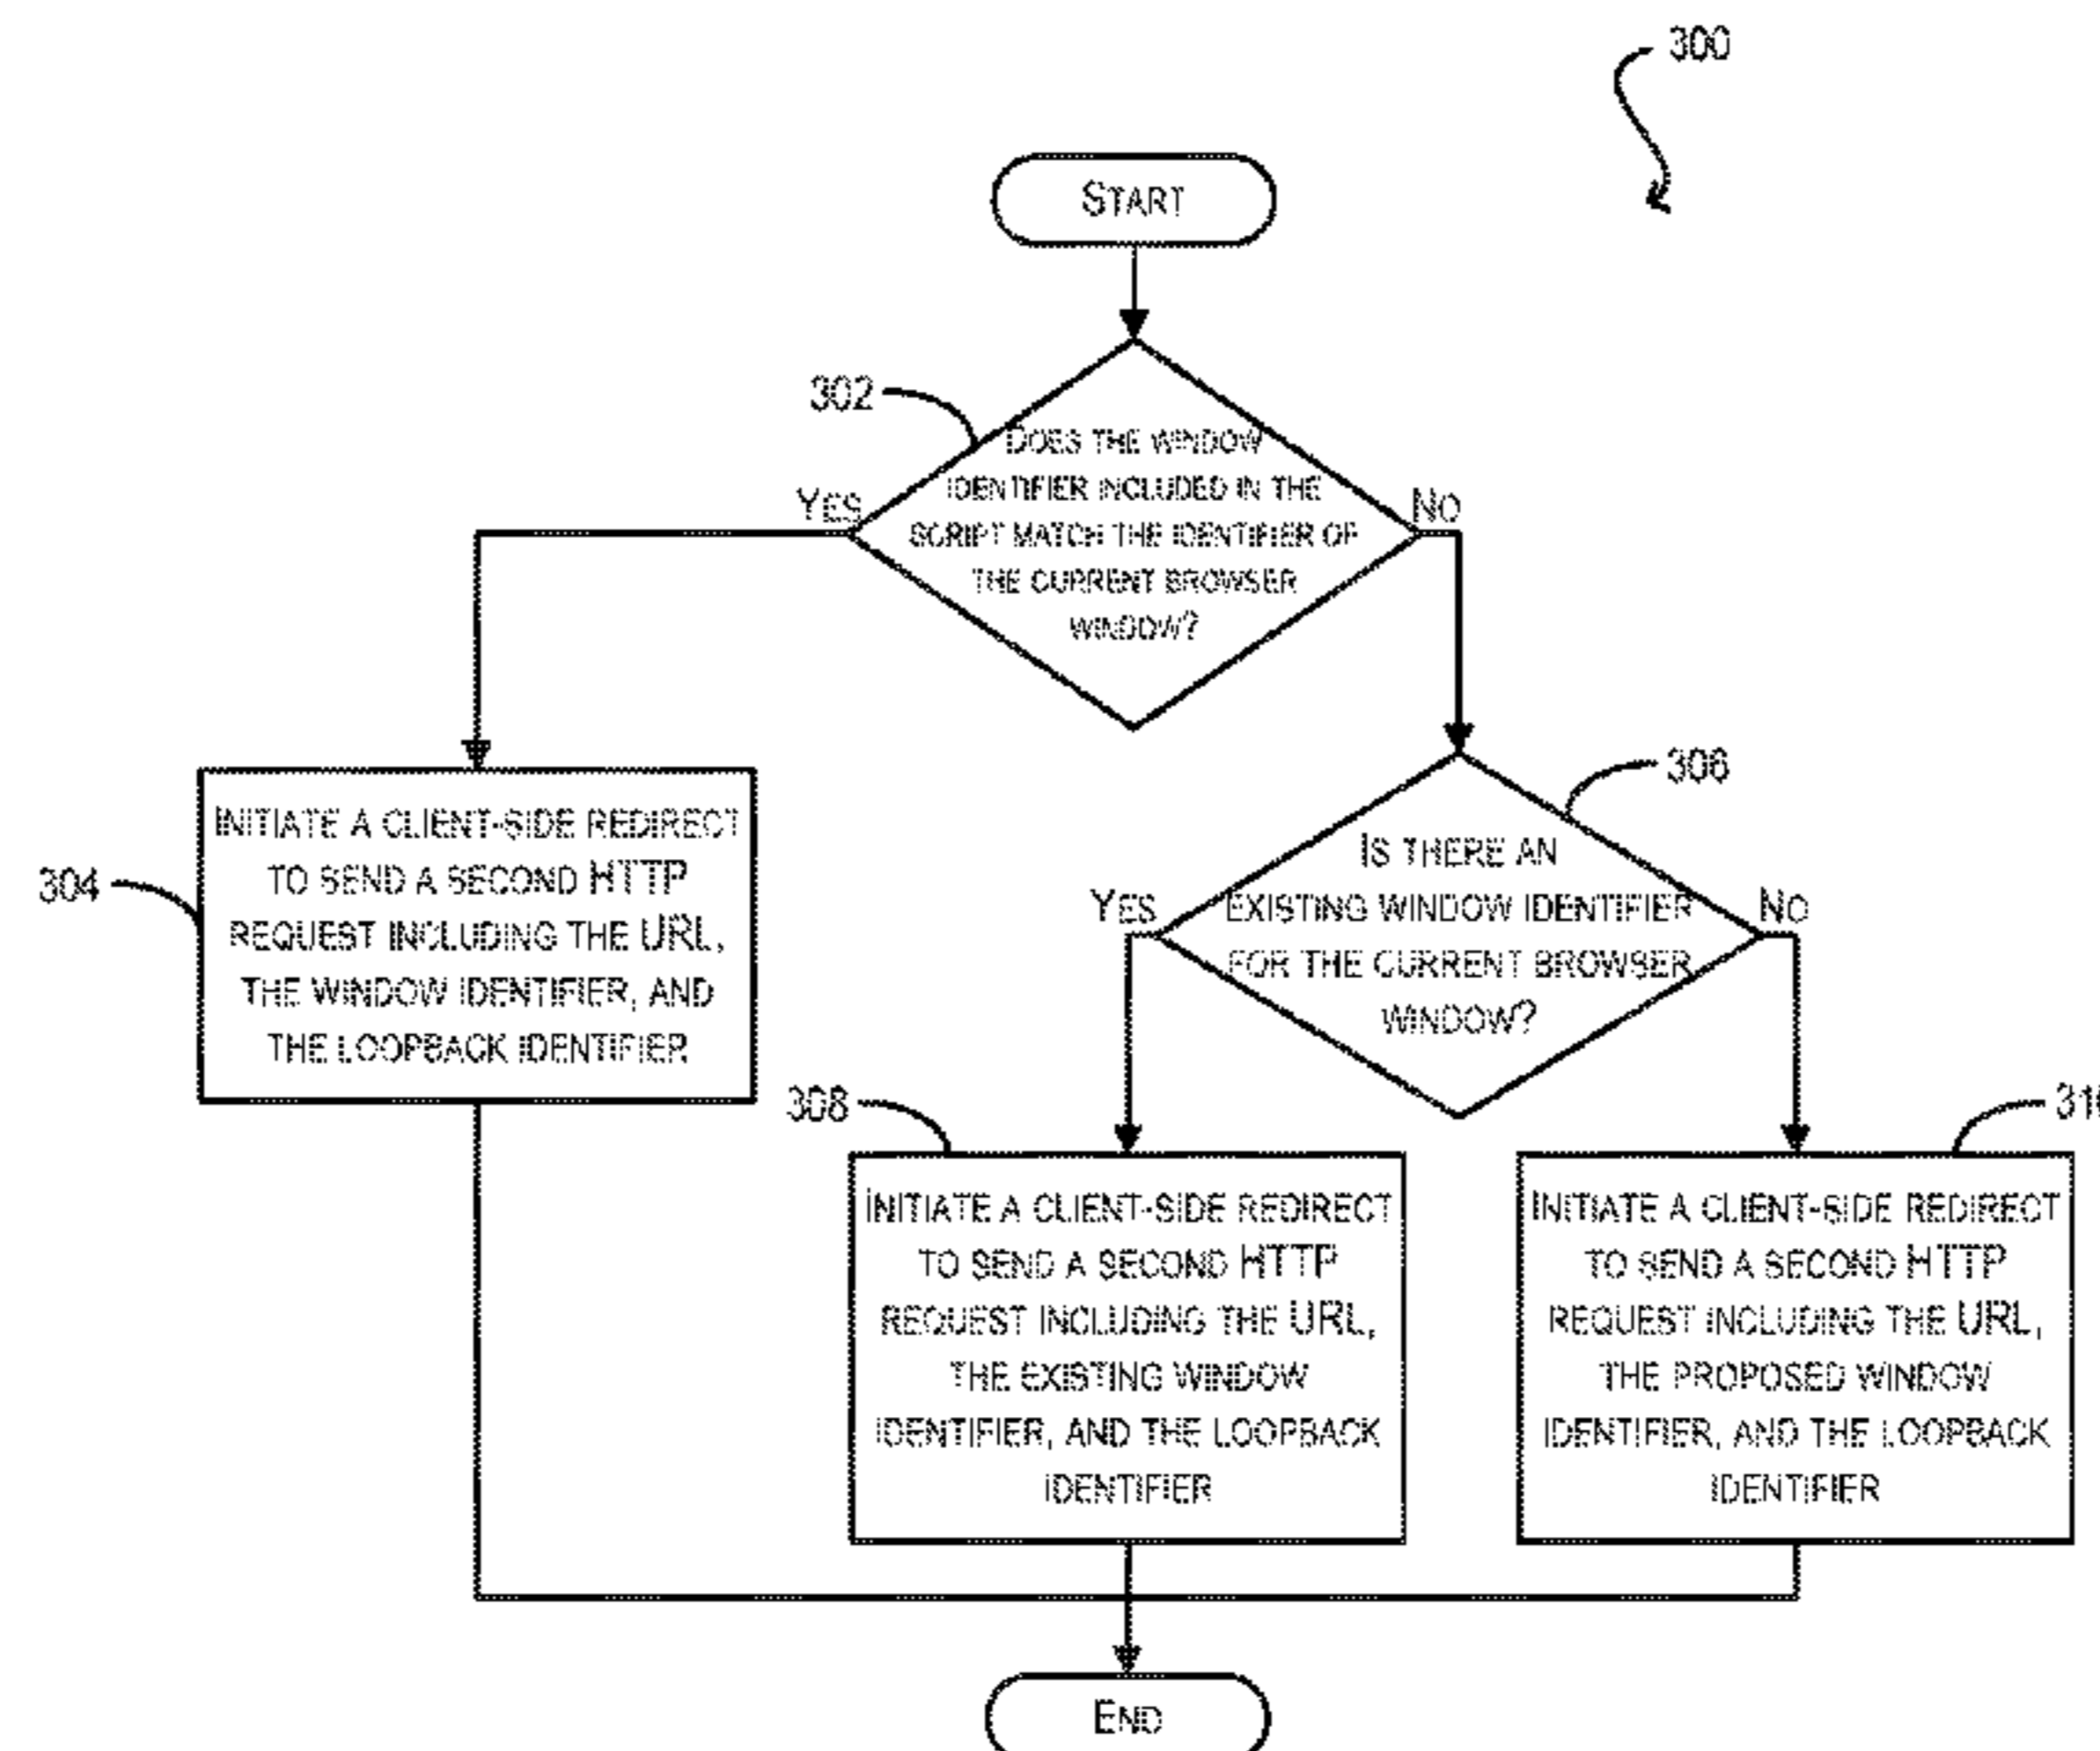 300
START
302
DOES THE WINDOW
IDENTIFIER INCLUDED IN THE
SCRIPT MATCH THE IDENTIFIER OF
THE CURRENT BROWSER
WINDOW?
YES
NO
304
INITIATE A CLIENT-SIDE REDIRECT
TO SEND A SECOND HTTP
REQUEST INCLUDING THE URL,
THE WINDOW IDENTIFIER, AND
THE LOOPBACK IDENTIFIER
306
IS THERE AN
EXISTING WINDOW IDENTIFIER
FOR THE CURRENT BROWSER
WINDOW?
YES
NO
308
INITIATE A CLIENT-SIDE REDIRECT
TO SEND A SECOND HTTP
REQUEST INCLUDING THE URL,
THE EXISTING WINDOW
IDENTIFIER, AND THE LOOPBACK
IDENTIFIER
INITIATE A CLIENT-SIDE REDIRECT
TO SEND A SECOND HTTP
REQUEST INCLUDING THE URL,
THE PROPOSED WINDOW
IDENTIFIER, AND THE LOOPBACK
IDENTIFIER
END